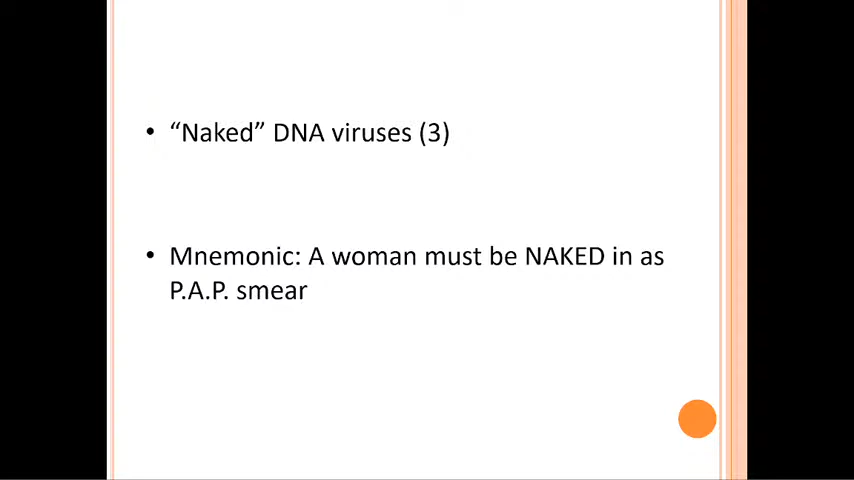 • “Naked” DNA viruses (3)
• Mnemonic: A woman must be NAKED in as
P.A.P. smear